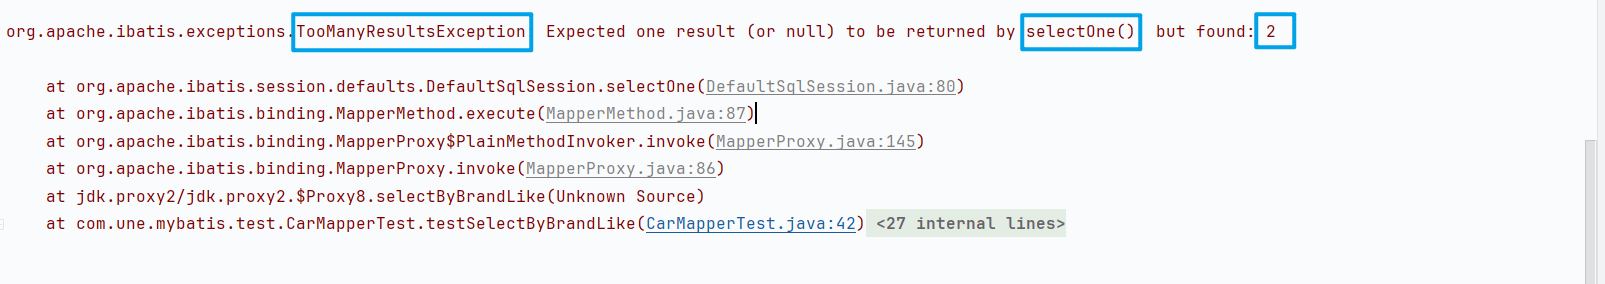 org.apache.ibatis.exceptions.TooManyResultsException Expected one result (or null) to be returned by selectOne() but found: 2
at org.apache.ibatis.session.defaults.DefaultSqlSession.selectOne(DefaultSqlSession.java:80)
at org.apache.ibatis.binding.MapperMethod.execute(MapperMethod.java:87)
at org.apache.ibatis.binding.MapperProxy$PlainMethodInvoker.invoke(MapperProxy.java:145)
at org.apache.ibatis.binding.MapperProxy.invoke(MapperProxy.java:86)
at jdk.proxy2/jdk.proxy2.$Proxy8.selectByBrandLike(Unknown Source)
at com.une.mybatis.test.CarMapperTest.testSelectByBrandLike(CarMapperTest.java:42) <27 internal lines>